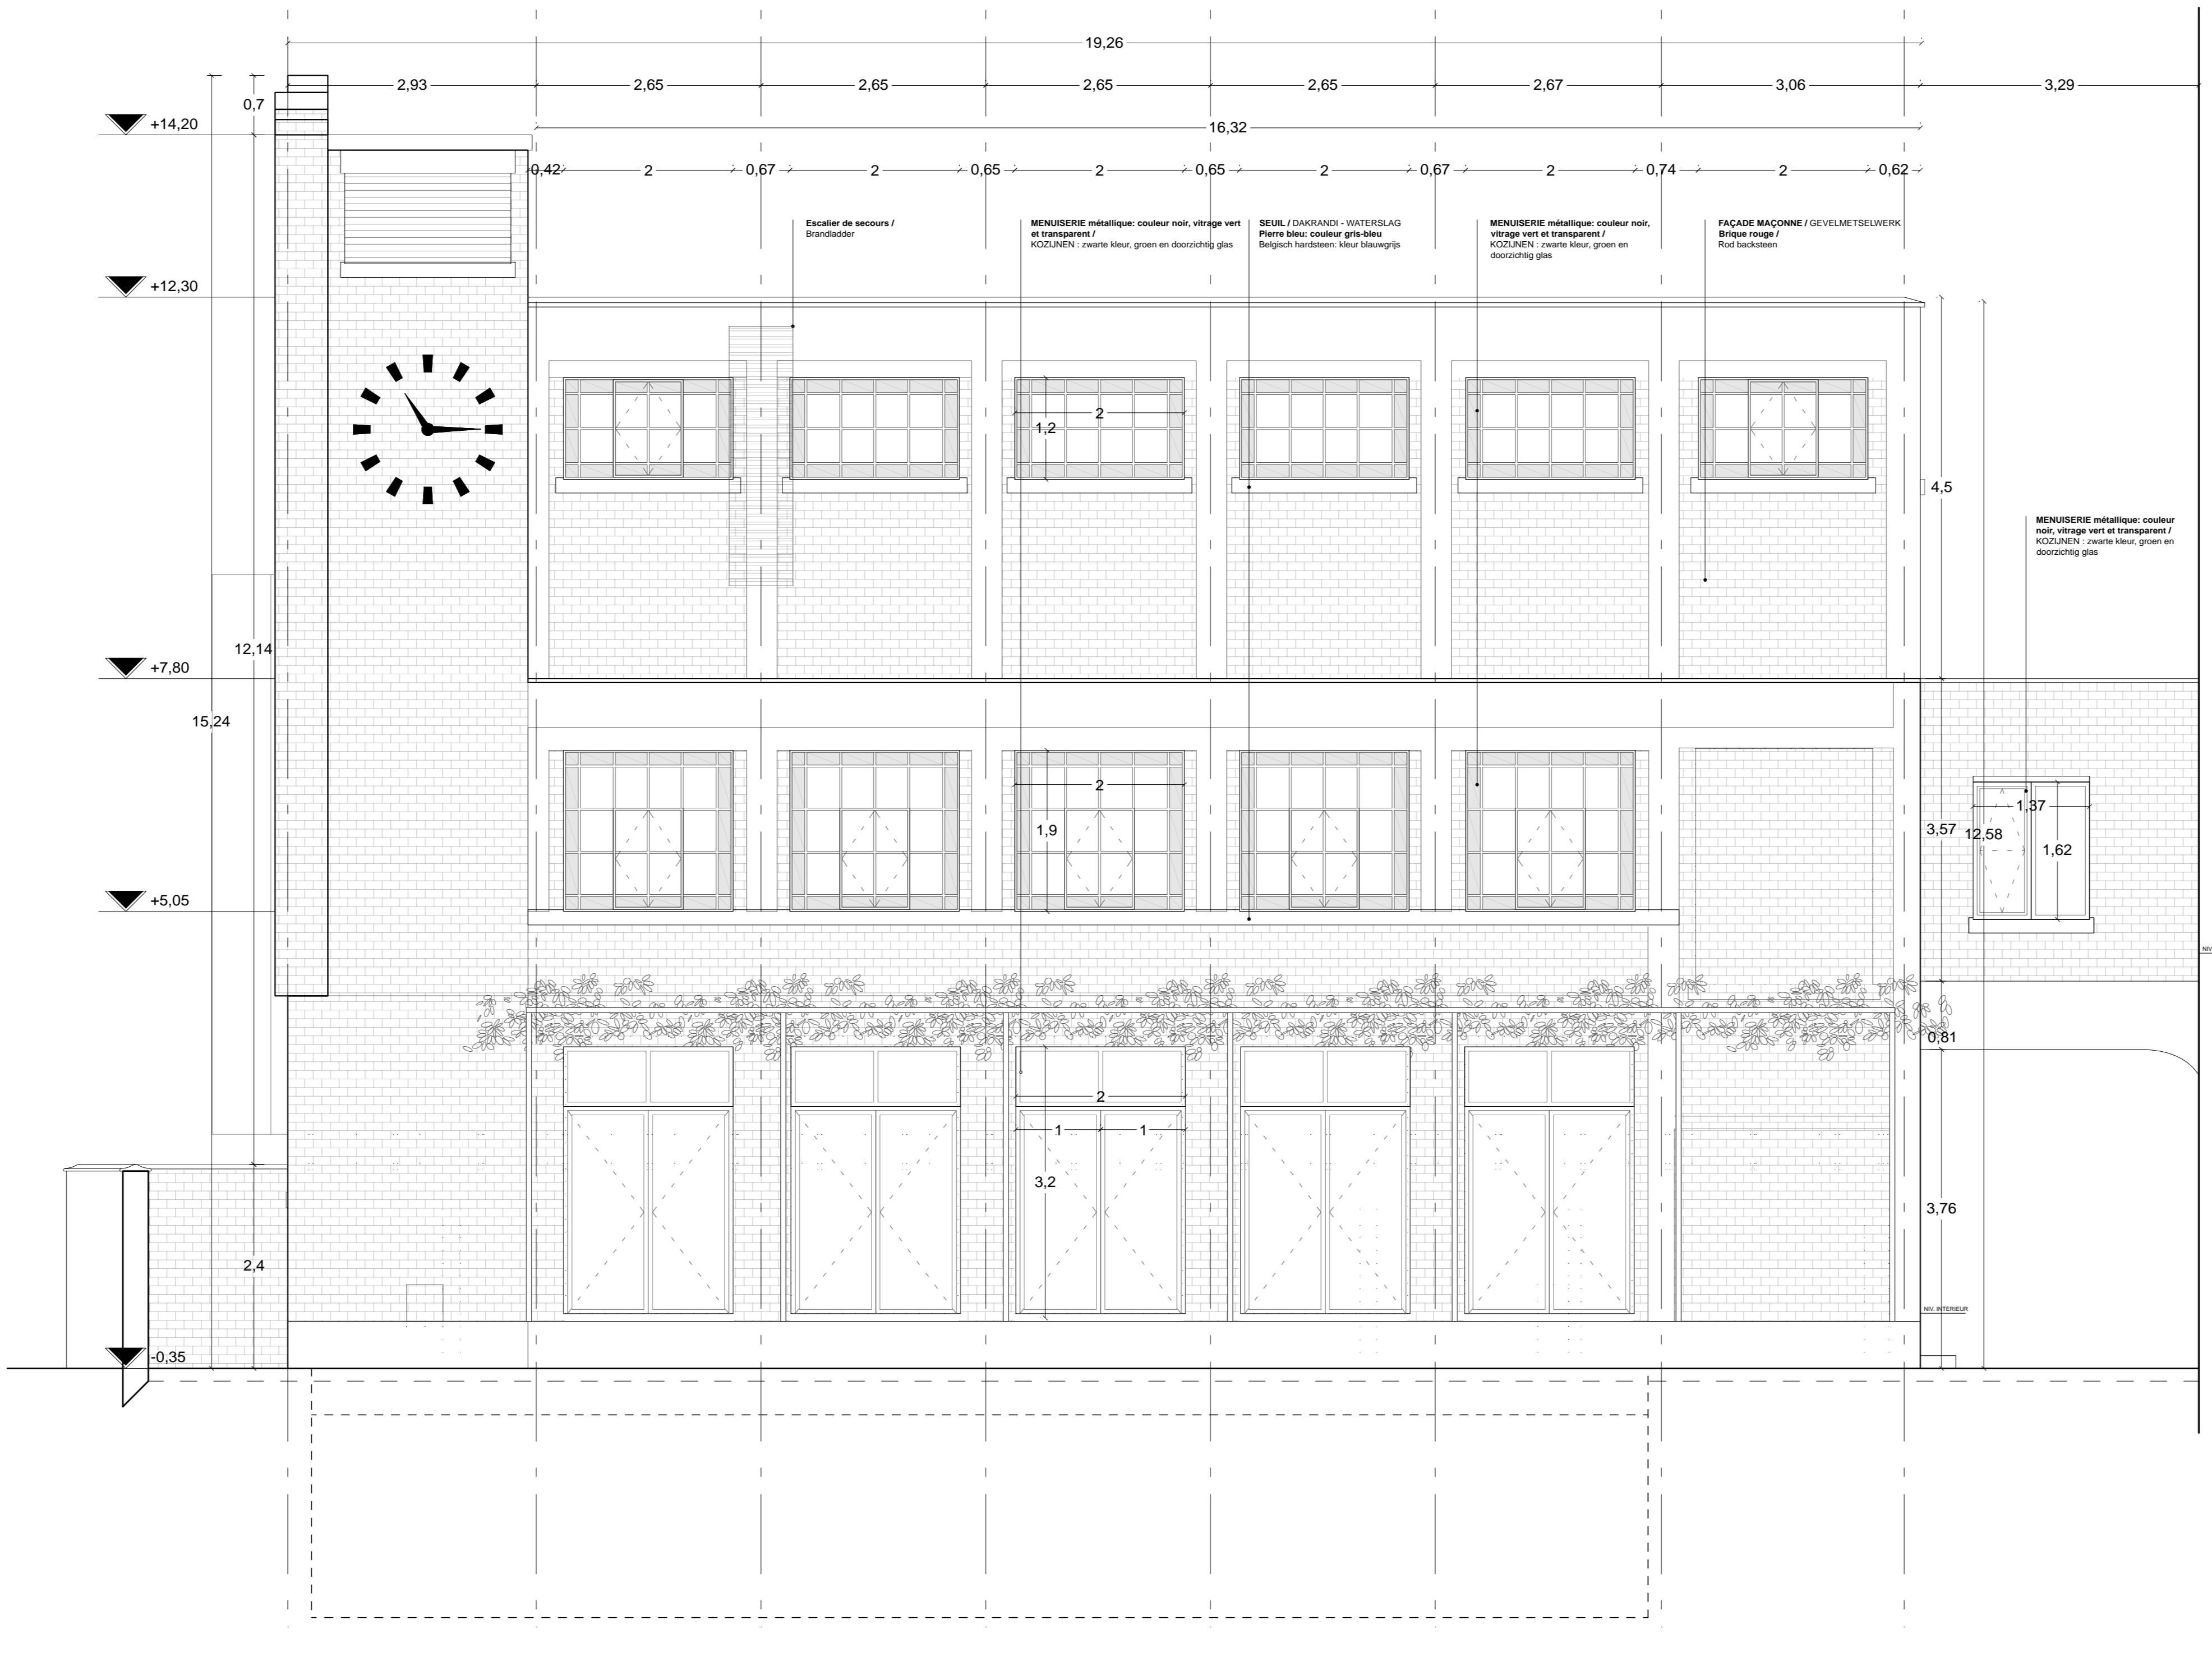 19,26
2,93
2,65
2,65
2,65
2,65
2,67
3,06
3,29
0,7
+14,20
16,32
0,42
2
0,67
2
0,65
2
0,65
2
0,67
2
0,74
2
0,62
Escalier de secours /
Brandladder
MENUISERIE métallique: couleur noir, vitrage vert
et transparent /
KOZIJNEN : zwarte kleur, groen en doorzichtig glas
SEUIL / DAKRANDI - WATERSLAG
Pierre bleu: couleur gris-bleu
Belgisch hardsteen: kleur blauwgrijs
MENUISERIE métallique: couleur noir,
vitrage vert et transparent /
KOZIJNEN : zwarte kleur, groen en
doorzichtig glas
FAÇADE MAÇONNE / GEVELMETSELWERK
Brique rouge /
Rod backsteen
+12,30
2
1,2
4,5
MENUISERIE métallique: couleur
noir, vitrage vert et transparent /
KOZIJNEN : zwarte kleur, groen en
doorzichtig glas
12,14
+7,80
15,24
2
1,9
1,37
3,57
12,58
1,62
+5,05
NIV
0,81
2
1
1
3,2
3,76
2,4
NIV. INTERIEUR
-0,35